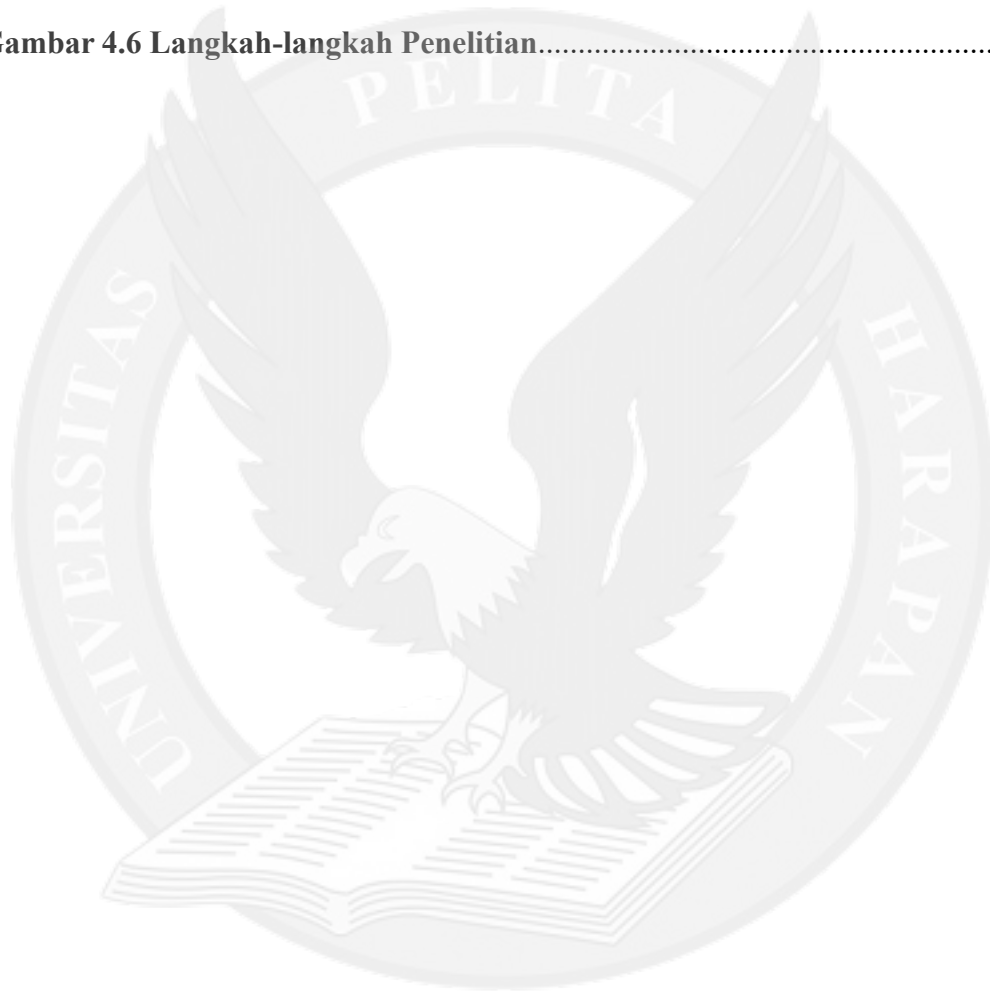 Gambar 4.6 Langkah-langkah Penelitian..........................................................
PELITA
UNIVERSITAS
HARAPAN